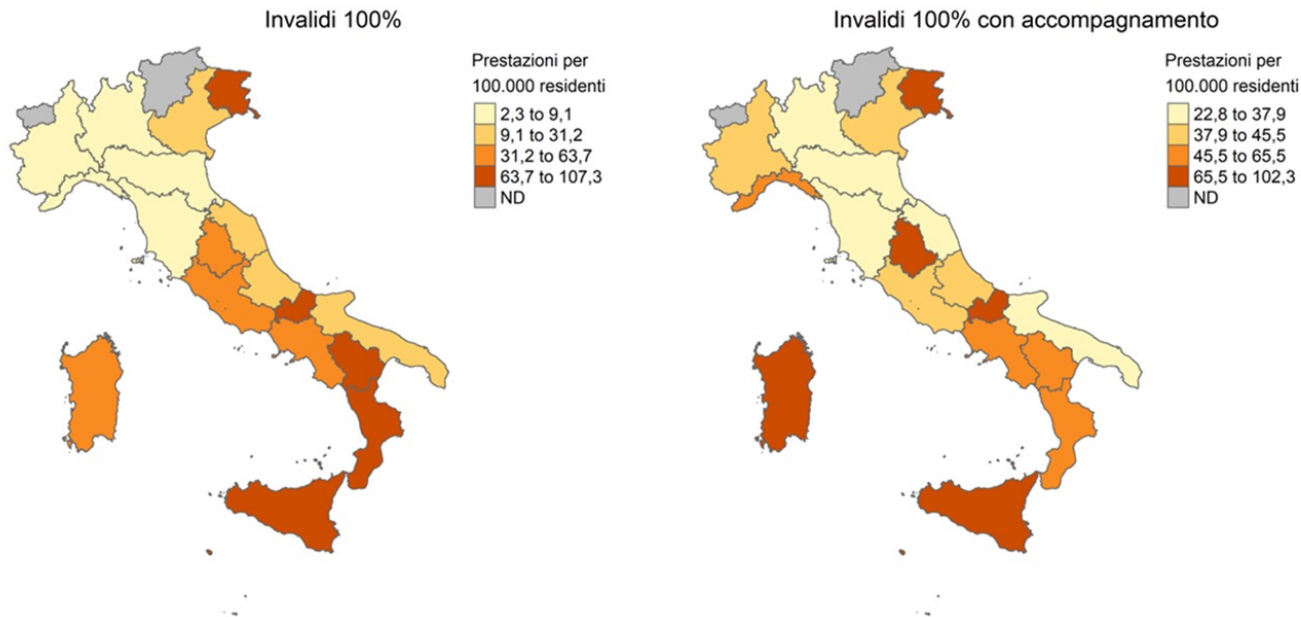 Invalidi 100%
Prestazioni per
100.000 residenti
2,3 to 9,1
9,1 to 31,2
31,2 to 63,7
63,7 to 107,3
ND
Invalidi 100% con accompagnamento
Prestazioni per
100.000 residenti
22,8 to 37,9
37,9 to 45,5
45,5 to 65,5
65,5 to 102,3
ND